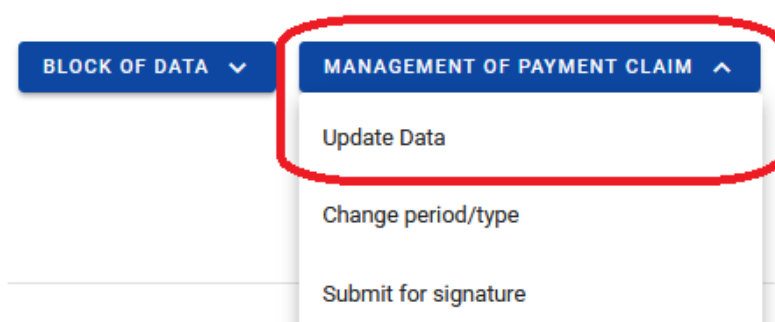 BLOCK OF DATA
MANAGEMENT OF PAYMENT CLAIM
Update Data
Change period/type
Submit for signature